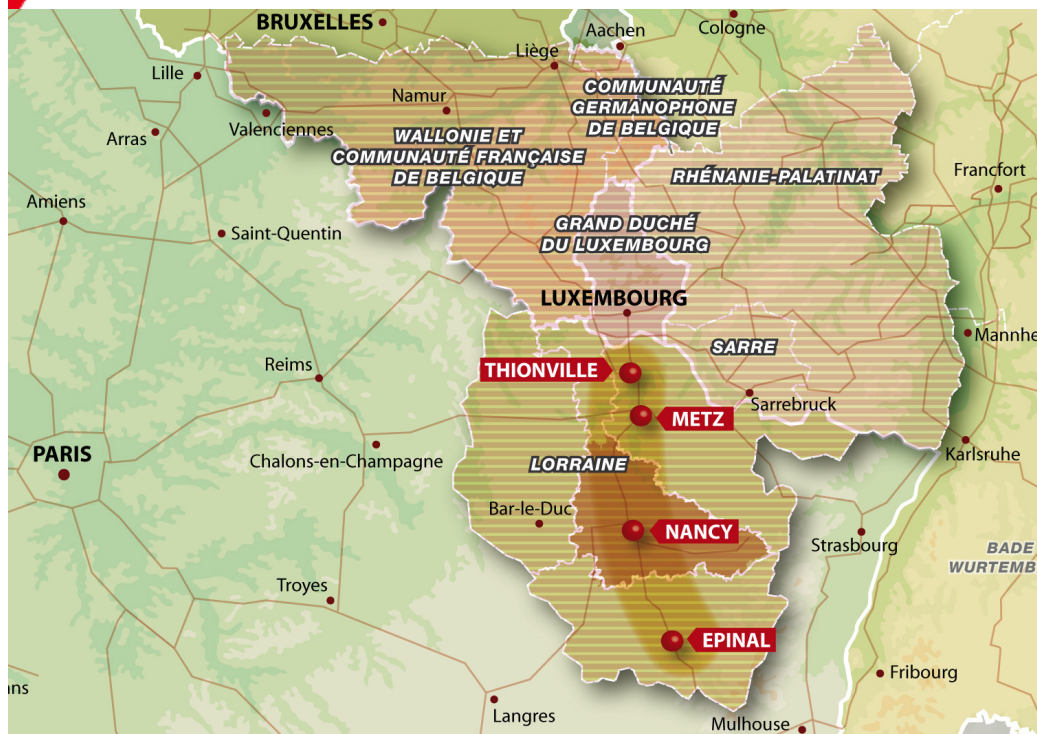 BRUXELLES
Cologne
Aachen
Liège
Lille
COMMUNAUTÉ
GERMANOPHONE
DE BELGIQUE
Namur
Valenciennes
Arras
WALLONIE ET
COMMUNAUTÉ FRANÇAISE
DE BELGIQUE
RHÉNANIE-PALATINAT
Francfort
Amiens
Saint-Quentin
GRAND DUCHÉ
DU LUXEMBOURG
LUXEMBOURG
Mannhe
SARRE
Reims
THIONVILLE
Sarrebruck
METZ
PARIS
Chalons-en-Champagne
LORRAINE
Karlsruhe
Bar-le-Duc
NANCY
Strasbourg
BADE
WURTEMB
Troyes
EPINAL
Fribourg
ans
Langres
Mulhouse